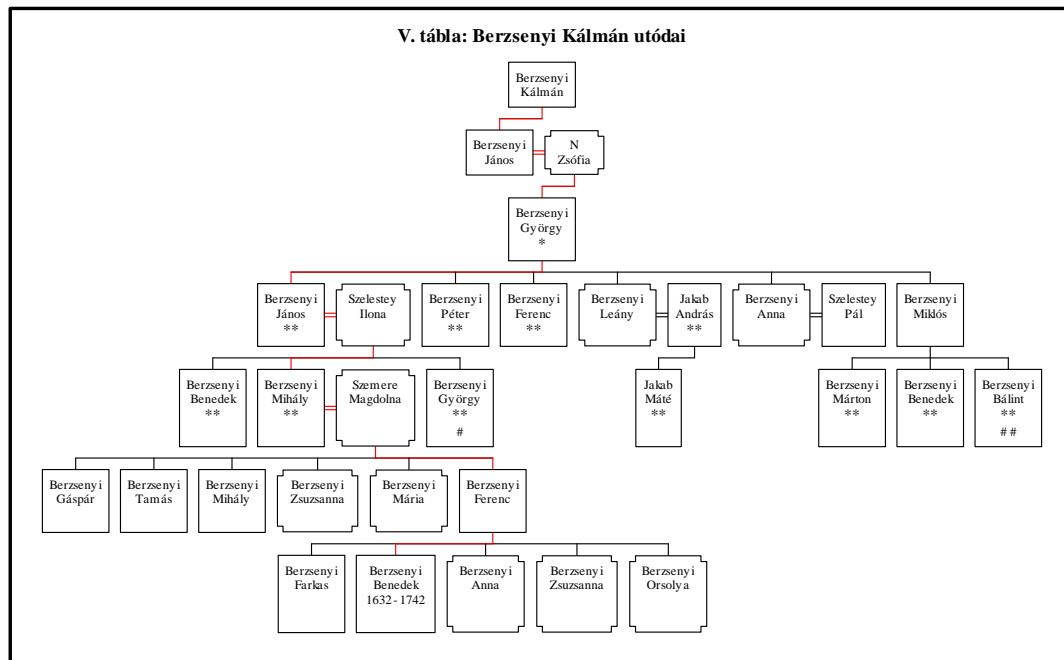 V. tábla: Berzsenyi Kálmán utódai
Berzsenyi
Kálmán
Berzsenyi
János
N
Zsófia
Berzsenyi
György
*
Berzsenyi
János
**
Szelestey
Ilona
Berzsenyi
Péter
**
Berzsenyi
Ferenc
**
Berzsenyi
Leány
Jakab
András
**
Berzsenyi
Anna
Szelestey
Pál
Berzsenyi
Miklós
Berzsenyi
Benedek
**
Berzsenyi
Mihály
**
Szemere
Magdolna
Berzsenyi
György
**
#
Jakab
Máté
**
Berzsenyi
Márton
**
Berzsenyi
Benedek
**
Berzsenyi
Bálint
**
##
Berzsenyi
Gáspár
Berzsenyi
Tamás
Berzsenyi
Mihály
Berzsenyi
Zsuzsanna
Berzsenyi
Mária
Berzsenyi
Ferenc
Berzsenyi
Farkas
Berzsenyi
Benedek
1632-1742
Berzsenyi
Anna
Berzsenyi
Zsuzsanna
Berzsenyi
Orsolya